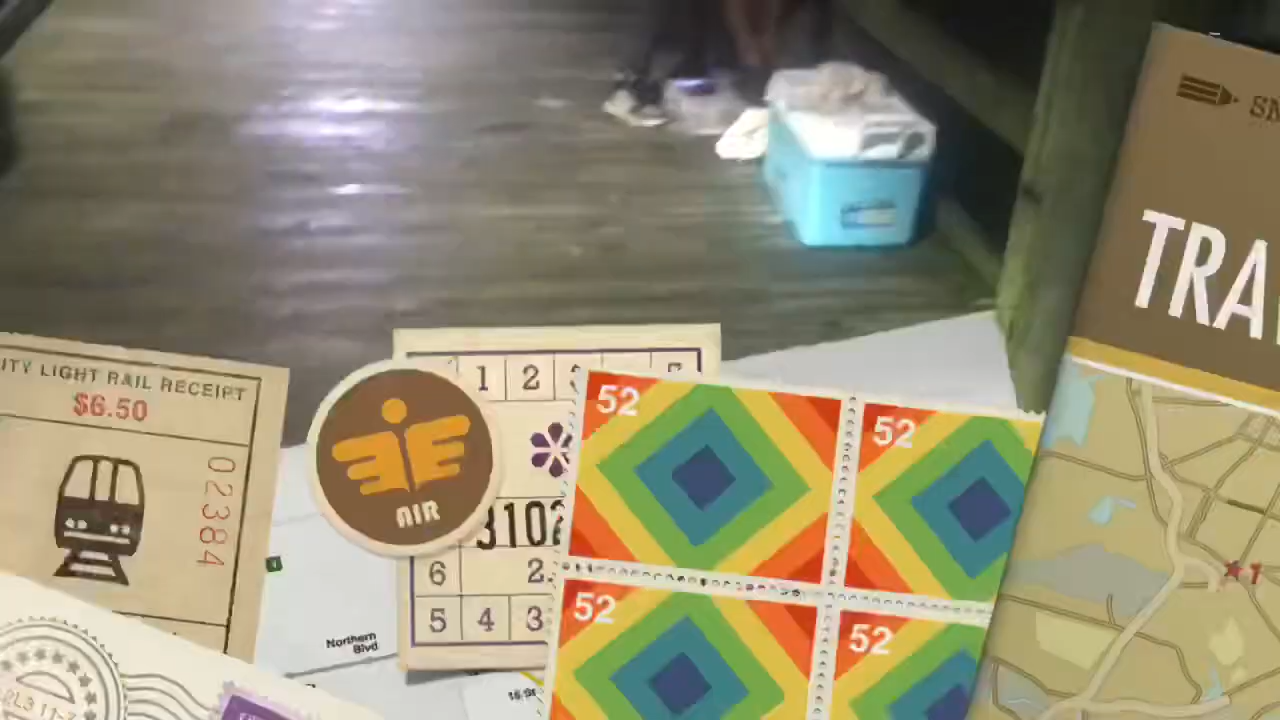 ITY LIGHT RAIL RECEIPT
$6.50
02384
1 2
3102
6 2
5 4 3
AIR
52
52
52
52
Northern
Blvd
TRA
1